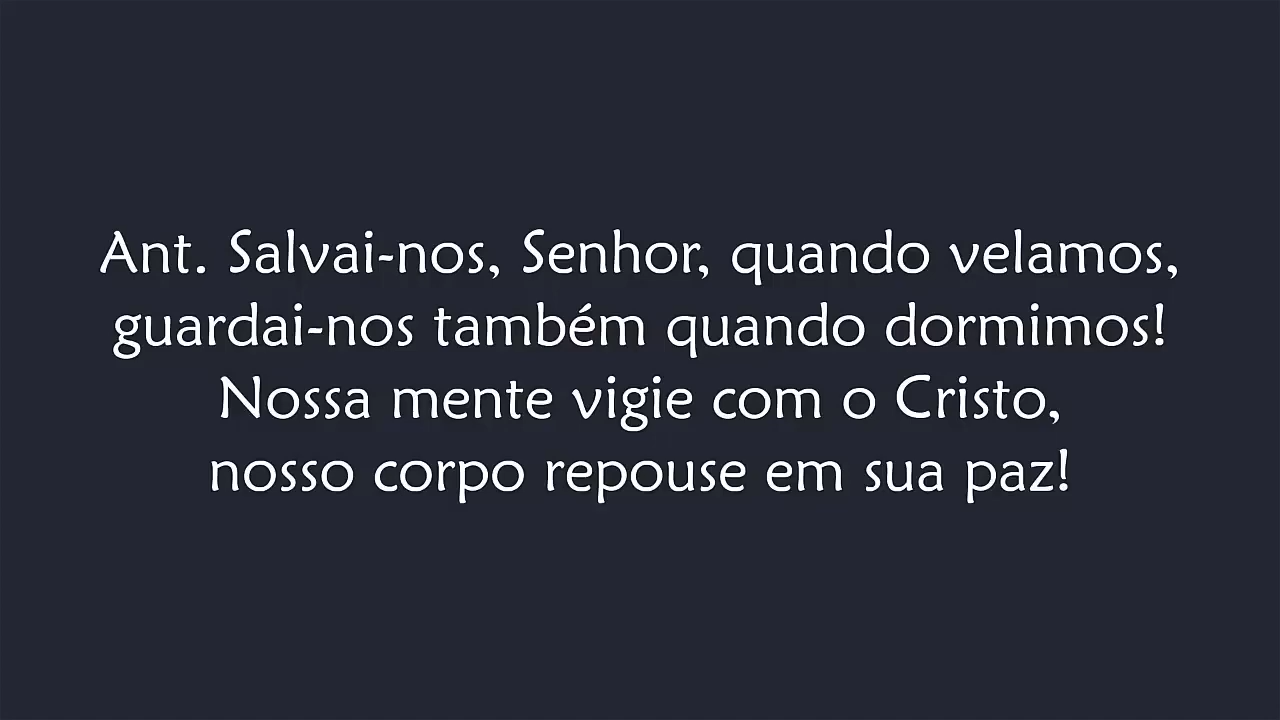 Ant. Salvai-nos, Senhor, quando velamos,
guardai-nos também quando dormimos!
Nossa mente vigie com o Cristo,
nosso corpo repouse em sua paz!